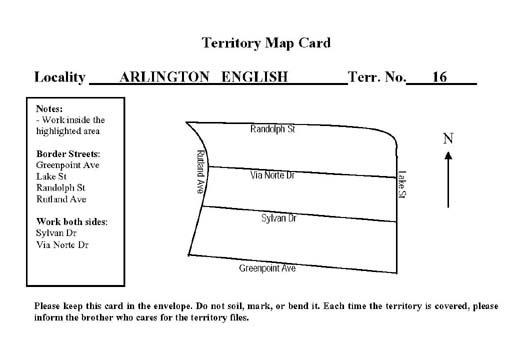 Territory Map Card
Locality ARLINGTON ENGLISH Terr. No. 16
Notes:
- Work inside the
highlighted area
Border Streets:
Greenpoint Ave
Lake St
Randolph St
Rutland Ave
Work both sides:
Sylvan Dr
Via Norte Dr
Randolph St
Rutland Ave
Via Norte Dr
Lake St
Sylvan Dr
Greenpoint Ave
N
Please keep this card in the envelope. Do not soil, mark, or bend it. Each time the territory is covered, please
inform the brother who cares for the territory files.